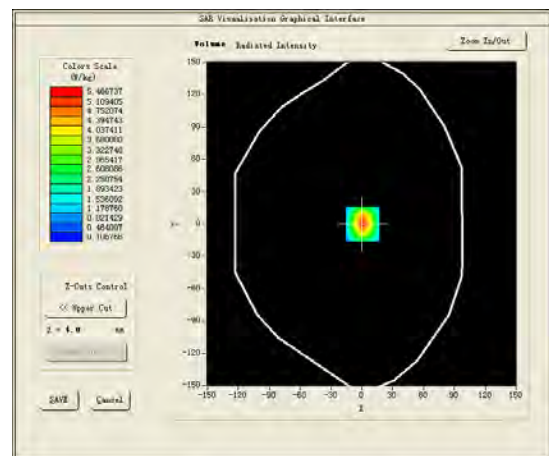 SAR Visualisation Graphical Interface
Volume Radiated Intensity
Zoom In/Out
Colors Scale
(W/kg)
5.466737
5.109405
4.752074
4.394743
4.037411
3.680080
3.322748
2.965417
2.608086
2.250754
1.893423
1.536092
1.178760
0.821429
0.464097
0.106766
Z-Cuts Control
<< Upper Cut
Z = 4.0 mm
SAVE
Cancel
150
120
90
60
30
0
-30
-60
-90
-120
-150
-150 -120 -90 -60 -30 0 30 60 90 120 150
X